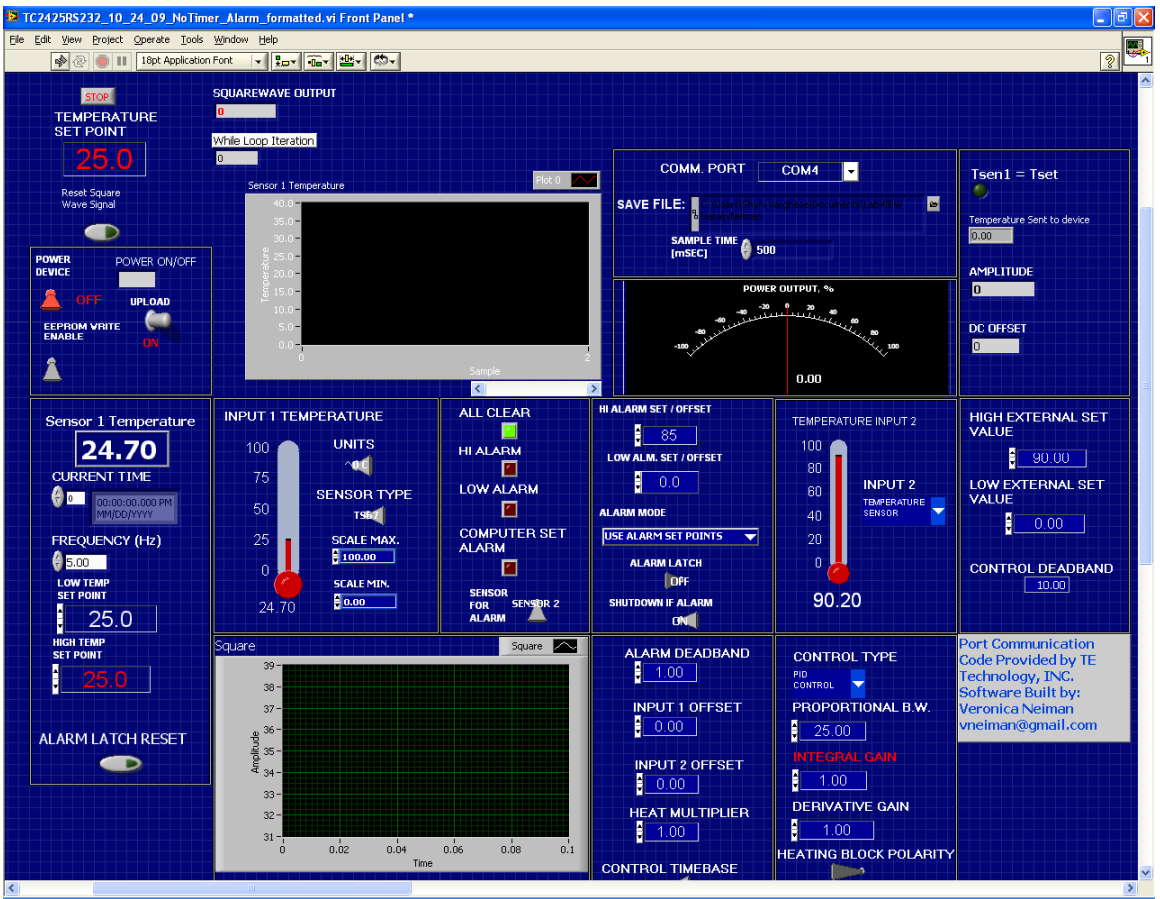 TC2425RS232_10_24_09_NoTimer_Alarm_formatted.vi Front Panel *
File Edit View Project Operate Tools Window Help
18pt Application Font
STOP
TEMPERATURE
SET POINT
25.0
Reset Square
Wave Signal
SQUAREWAVE OUTPUT
0
While Loop Iteration
0
Sensor 1 Temperature
Plot 0
40.0
35.0
30.0
25.0
20.0
15.0
10.0
5.0
0.0
Temperature
0
2
Sample
COMM. PORT
COM4
SAVE FILE:
SAMPLE TIME
[mSEC]
500
Tsen1 = Tset
Temperature Sent to device
0.00
AMPLITUDE
0
DC OFFSET
0
POWER
DEVICE
POWER ON/OFF
OFF
UPLOAD
ON
EEPROM WRITE
ENABLE
POWER OUTPUT, %
-100
-80
-60
-40
-20
0
20
40
60
80
100
0.00
Sensor 1 Temperature
24.70
CURRENT TIME
0
00:00:00.000 PM
MM/DD/YYYY
FREQUENCY (Hz)
5.00
LOW TEMP
SET POINT
25.0
HIGH TEMP
SET POINT
25.0
ALARM LATCH RESET
INPUT 1 TEMPERATURE
100
75
50
25
0
24.70
UNITS
^0 C
SENSOR TYPE
SCALE MAX.
100.00
SCALE MIN.
0.00
ALL CLEAR
HI ALARM
LOW ALARM
COMPUTER SET
ALARM
SENSOR
FOR
ALARM
SENSOR 2
HI ALARM SET / OFFSET
85
LOW ALM. SET / OFFSET
0.0
ALARM MODE
USE ALARM SET POINTS
ALARM LATCH
OFF
SHUTDOWN IF ALARM
ON
TEMPERATURE INPUT 2
100
80
60
40
20
0
90.20
INPUT 2
TEMPERATURE
SENSOR
HIGH EXTERNAL SET
VALUE
90.00
LOW EXTERNAL SET
VALUE
0.00
CONTROL DEADBAND
10.00
Square
Square
39
38
37
36
35
34
33
32
31
Amplitude
0
0.02
0.04
0.06
0.08
0.1
Time
ALARM DEADBAND
1.00
INPUT 1 OFFSET
0.00
INPUT 2 OFFSET
0.00
HEAT MULTIPLIER
1.00
CONTROL TIMEBASE
CONTROL TYPE
PID
CONTROL
PROPORTIONAL B.W.
25.00
INTEGRAL GAIN
1.00
DERIVATIVE GAIN
1.00
HEATING BLOCK POLARITY
Port Communication
Code Provided by TE
Technology, INC.
Software Built by:
Veronica Neiman
vneiman@gmail.com